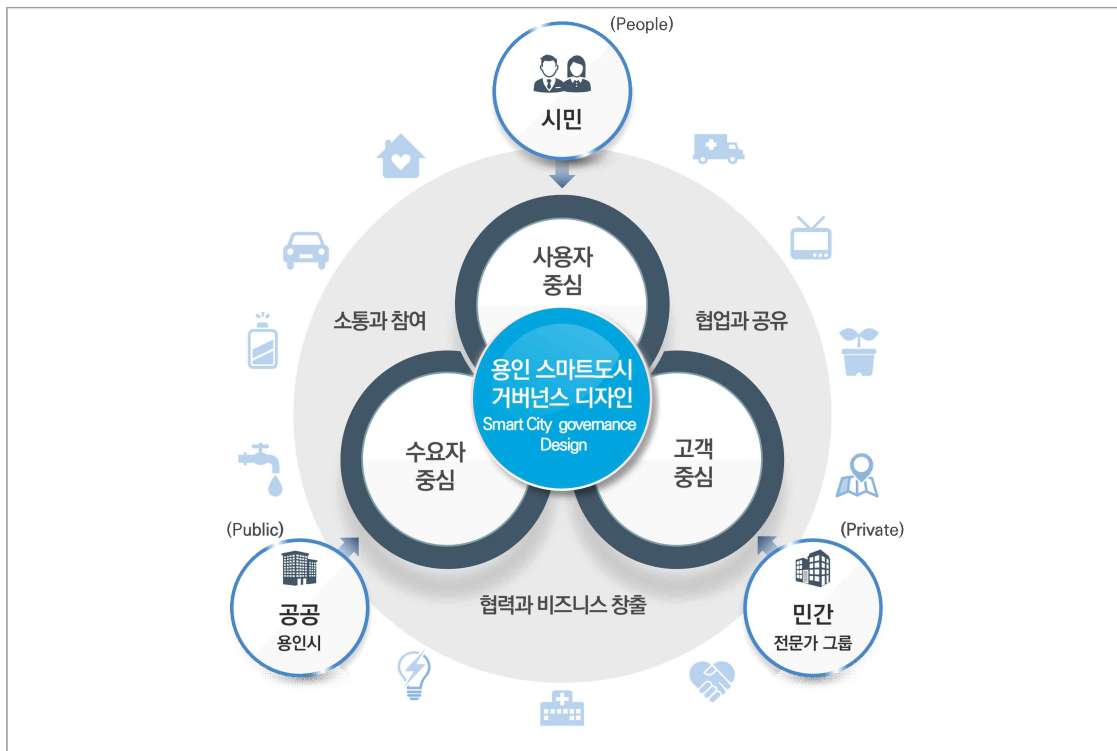 (People)
시민
사용자
중심
소통과 참여
협업과 공유
용인 스마트도시
거버넌스 디자인
Smart City governance
Design
수요자
중심
고객
중심
(Public)
(Private)
공공
용인시
협력과 비즈니스 창출
민간
전문가 그룹